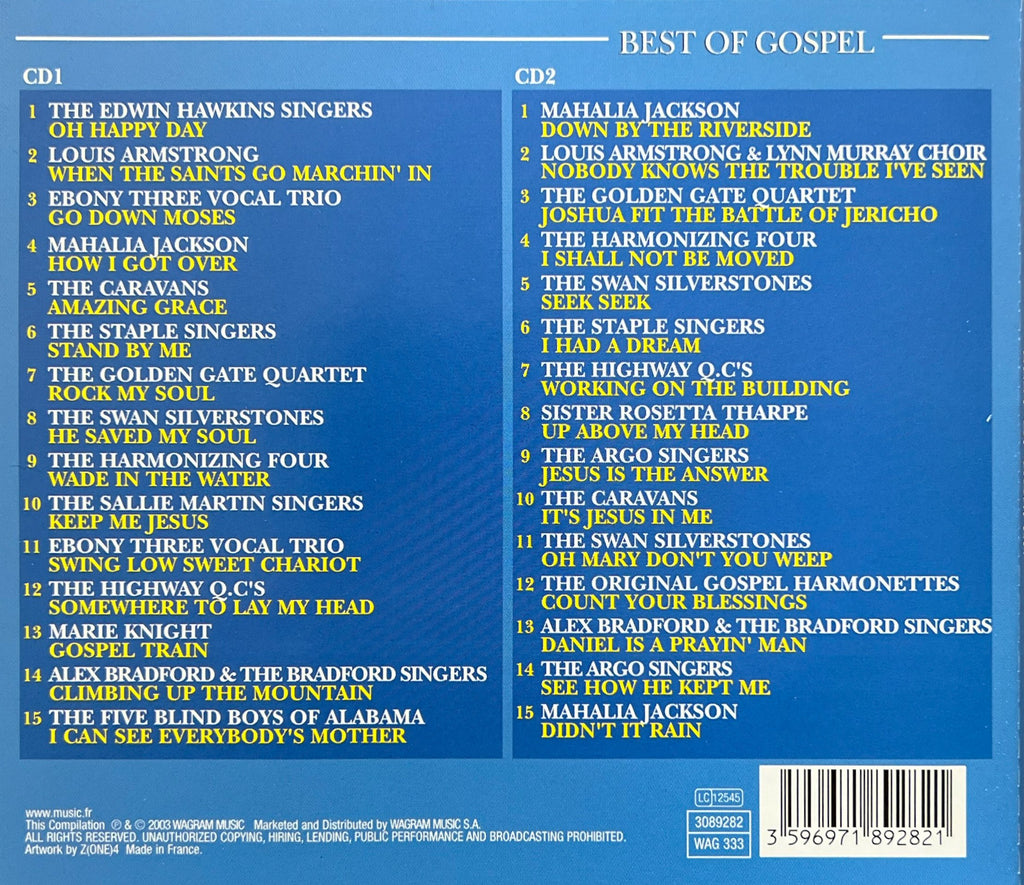 BEST OF GOSPEL
CD1
1 THE EDWIN HAWKINS SINGERS
OH HAPPY DAY
2 LOUIS ARMSTRONG
WHEN THE SAINTS GO MARCHIN' IN
3 EBONY THREE VOCAL TRIO
GO DOWN MOSES
4 MAHALIA JACKSON
HOW I GOT OVER
5 THE CARAVANS
AMAZING GRACE
6 THE STAPLE SINGERS
STAND BY ME
7 THE GOLDEN GATE QUARTET
ROCK MY SOUL
8 THE SWAN SILVERSTONES
HE SAVED MY SOUL
9 THE HARMONIZING FOUR
WADE IN THE WATER
10 THE SALLIE MARTIN SINGERS
KEEP ME JESUS
11 EBONY THREE VOCAL TRIO
SWING LOW SWEET CHARIOT
12 THE HIGHWAY Q.C'S
SOMEWHERE TO LAY MY HEAD
13 MARIE KNIGHT
GOSPEL TRAIN
14 ALEX BRADFORD & THE BRADFORD SINGERS
CLIMBING UP THE MOUNTAIN
15 THE FIVE BLIND BOYS OF ALABAMA
I CAN SEE EVERYBODY'S MOTHER
CD2
1 MAHALIA JACKSON
DOWN BY THE RIVERSIDE
2 LOUIS ARMSTRONG & LYNN MURRAY CHOIR
NOBODY KNOWS THE TROUBLE I'VE SEEN
3 THE GOLDEN GATE QUARTET
JOSHUA FIT THE BATTLE OF JERICHO
4 THE HARMONIZING FOUR
I SHALL NOT BE MOVED
5 THE SWAN SILVERSTONES
SEEK SEEK
6 THE STAPLE SINGERS
I HAD A DREAM
7 THE HIGHWAY Q.C'S
WORKING ON THE BUILDING
8 SISTER ROSETTA THARPE
UP ABOVE MY HEAD
9 THE ARGO SINGERS
JESUS IS THE ANSWER
10 THE CARAVANS
IT'S JESUS IN ME
11 THE SWAN SILVERSTONES
OH MARY DON'T YOU WEEP
12 THE ORIGINAL GOSPEL HARMONETTES
COUNT YOUR BLESSINGS
13 ALEX BRADFORD & THE BRADFORD SINGERS
DANIEL IS A PRAYIN' MAN
14 THE ARGO SINGERS
SEE HOW HE KEPT ME
15 MAHALIA JACKSON
DIDN'T IT RAIN
www.music.fr
This Compilation ℗ & © 2003 WAGRAM MUSIC Marketed and Distributed by WAGRAM MUSIC S.A.
ALL RIGHTS RESERVED. UNAUTHORIZED COPYING, HIRING, LENDING, PUBLIC PERFORMANCE AND BROADCASTING PROHIBITED.
Artwork by Z(ONE)4 Made in France.
LC 12545
3089282
WAG 333
3 596971 892821